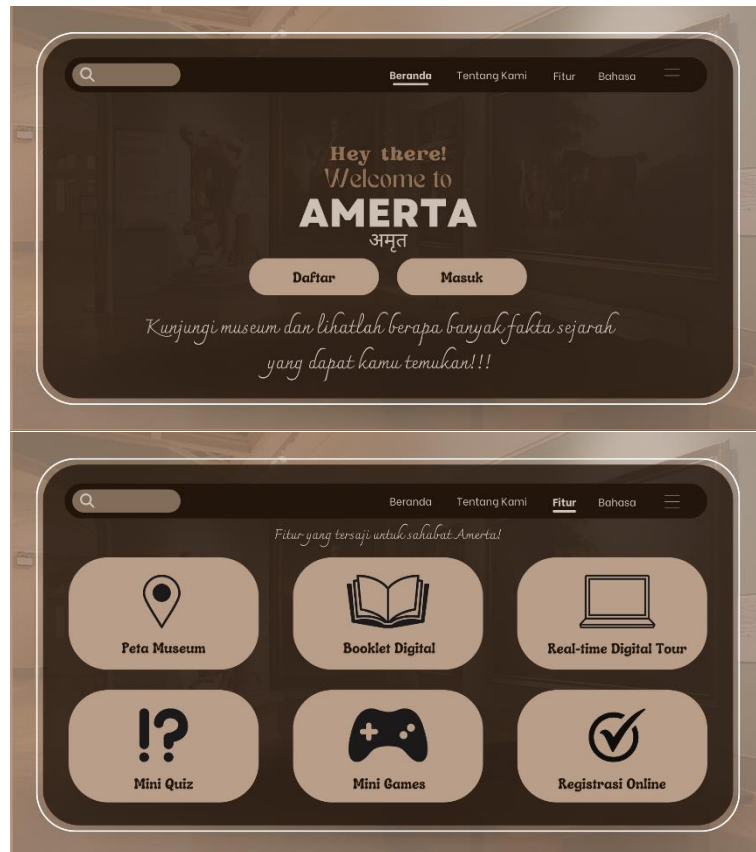 Beranda Tentang Kami Fitur Bahasa
Hey there!
Welcome to
AMERTA
अमृत
Daftar Masuk
Kunjungi museum dan lihatlah berapa banyak fakta sejarah
yang dapat kamu temukan!!!
Beranda Tentang Kami Fitur Bahasa
Fitur yang tersaji untuk sahabat Amerta!
Peta Museum Booklet Digital Real-time Digital Tour
!?
Mini Quiz Mini Games Registrasi Online